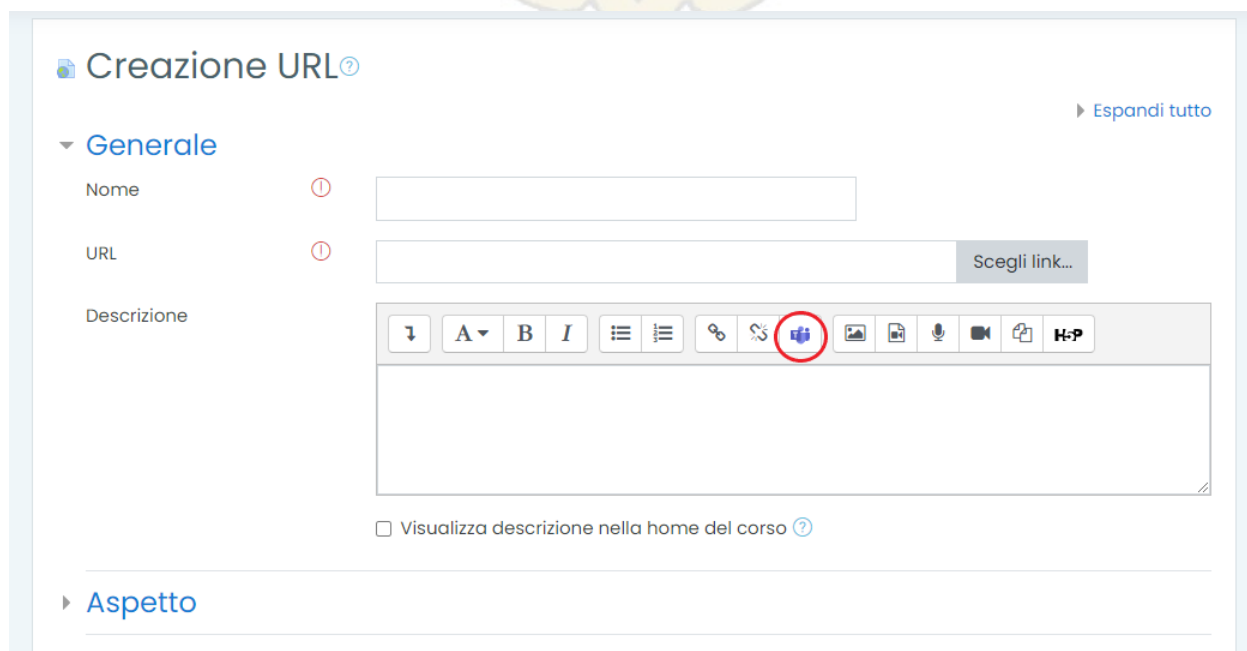 Creazione URL
Espandi tutto
Generale
Nome
URL
Scegli link...
Descrizione
A B I
H5P
Visualizza descrizione nella home del corso
Aspetto